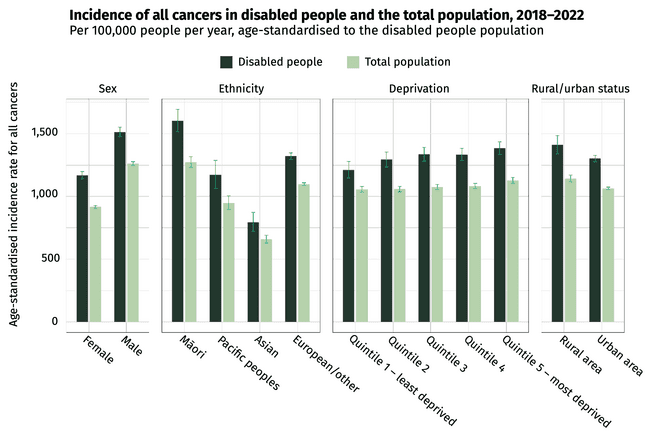 Incidence of all cancers in disabled people and the total population, 2018–2022
Per 100,000 people per year, age-standardised to the disabled people population
Disabled people
Total population
Sex
Ethnicity
Deprivation
Rural/urban status
Age-standardised incidence rate for all cancers
1,500
1,000
500
0
Female
Male
Māori
Pacific peoples
Asian
European/other
Quintile 1 – least deprived
Quintile 2
Quintile 3
Quintile 4
Quintile 5 – most deprived
Rural area
Urban area